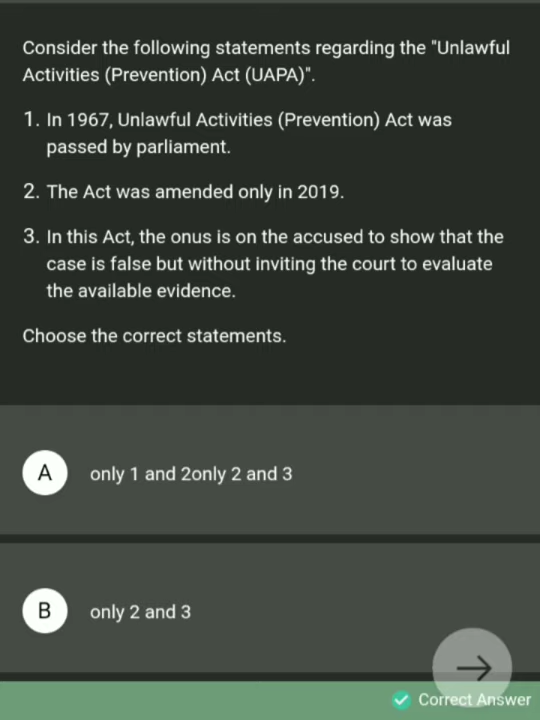 Consider the following statements regarding the "Unlawful
Activities (Prevention) Act (UAPA)".
1. In 1967, Unlawful Activities (Prevention) Act was
passed by parliament.
2. The Act was amended only in 2019.
3. In this Act, the onus is on the accused to show that the
case is false but without inviting the court to evaluate
the available evidence.
Choose the correct statements.
A only 1 and 2only 2 and 3
B only 2 and 3
Correct Answer